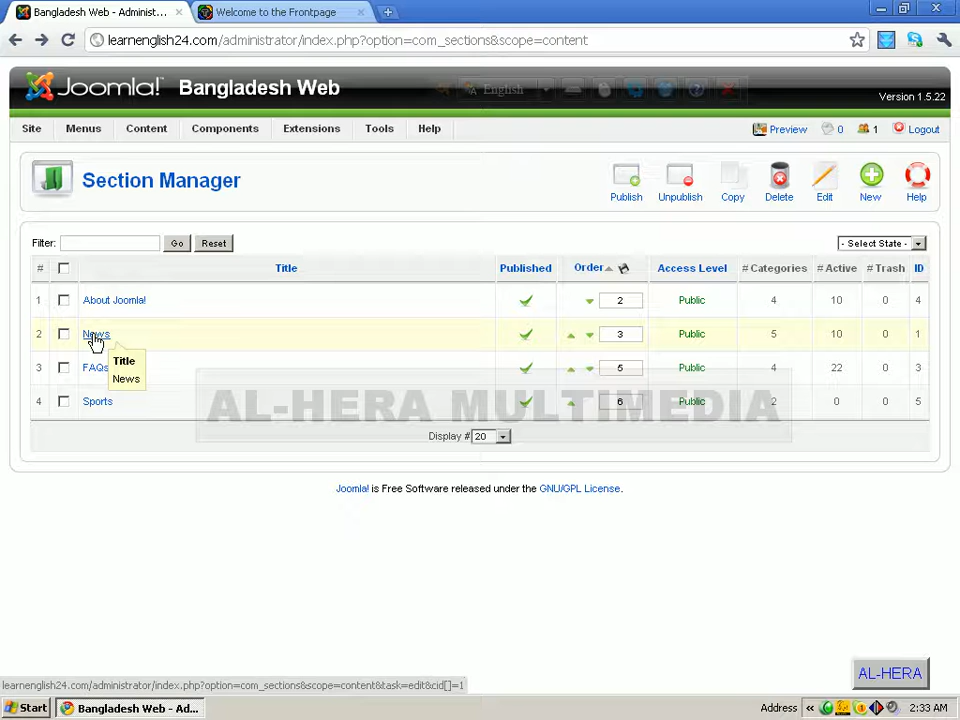 Bangladesh Web - Administ...
Welcome to the Frontpage
learnenglish24.com/administrator/index.php?option=com_sections&scope=content
Joomla! Bangladesh Web
English
Version 1.5.22
Site Menus Content Components Extensions Tools Help
Preview 0 1 Logout
Section Manager
Publish Unpublish Copy Delete Edit New Help
Filter: Go Reset - Select State -
# Title Published Order Access Level # Categories # Active # Trash ID
1 About Joomla! 2 Public 4 10 0 4
2 News 3 Public 5 10 0 1
Title
News
3 FAQs 5 Public 4 22 0 3
4 Sports 6 Public 2 0 0 5
AL-HERA MULTIMEDIA
Display # 20
Joomla! is Free Software released under the GNU/GPL License.
AL-HERA
learnenglish24.com/administrator/index.php?option=com_sections&scope=content&task=edit&cid[]=1
Start Bangladesh Web - Ad... Address « 2:33 AM